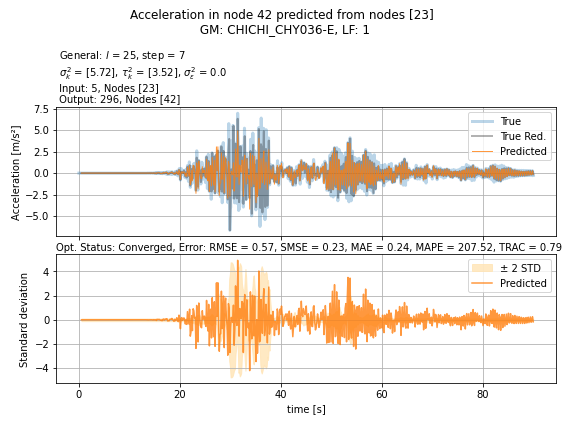 Acceleration in node 42 predicted from nodes [23]
GM: CHICHI_CHY036-E, LF: 1
General: l = 25, step = 7
σ²_k = [5.72], τ²_k = [3.52], σ²_ε = 0.0
Input: 5, Nodes [23]
Output: 296, Nodes [42]
Acceleration [m/s²]
7.5
5.0
2.5
0.0
−2.5
−5.0
True
True Red.
Predicted
Opt. Status: Converged, Error: RMSE = 0.57, SMSE = 0.23, MAE = 0.24, MAPE = 207.52, TRAC = 0.79
Standard deviation
4
2
0
−2
−4
± 2 STD
Predicted
0 20 40 60 80
time [s]